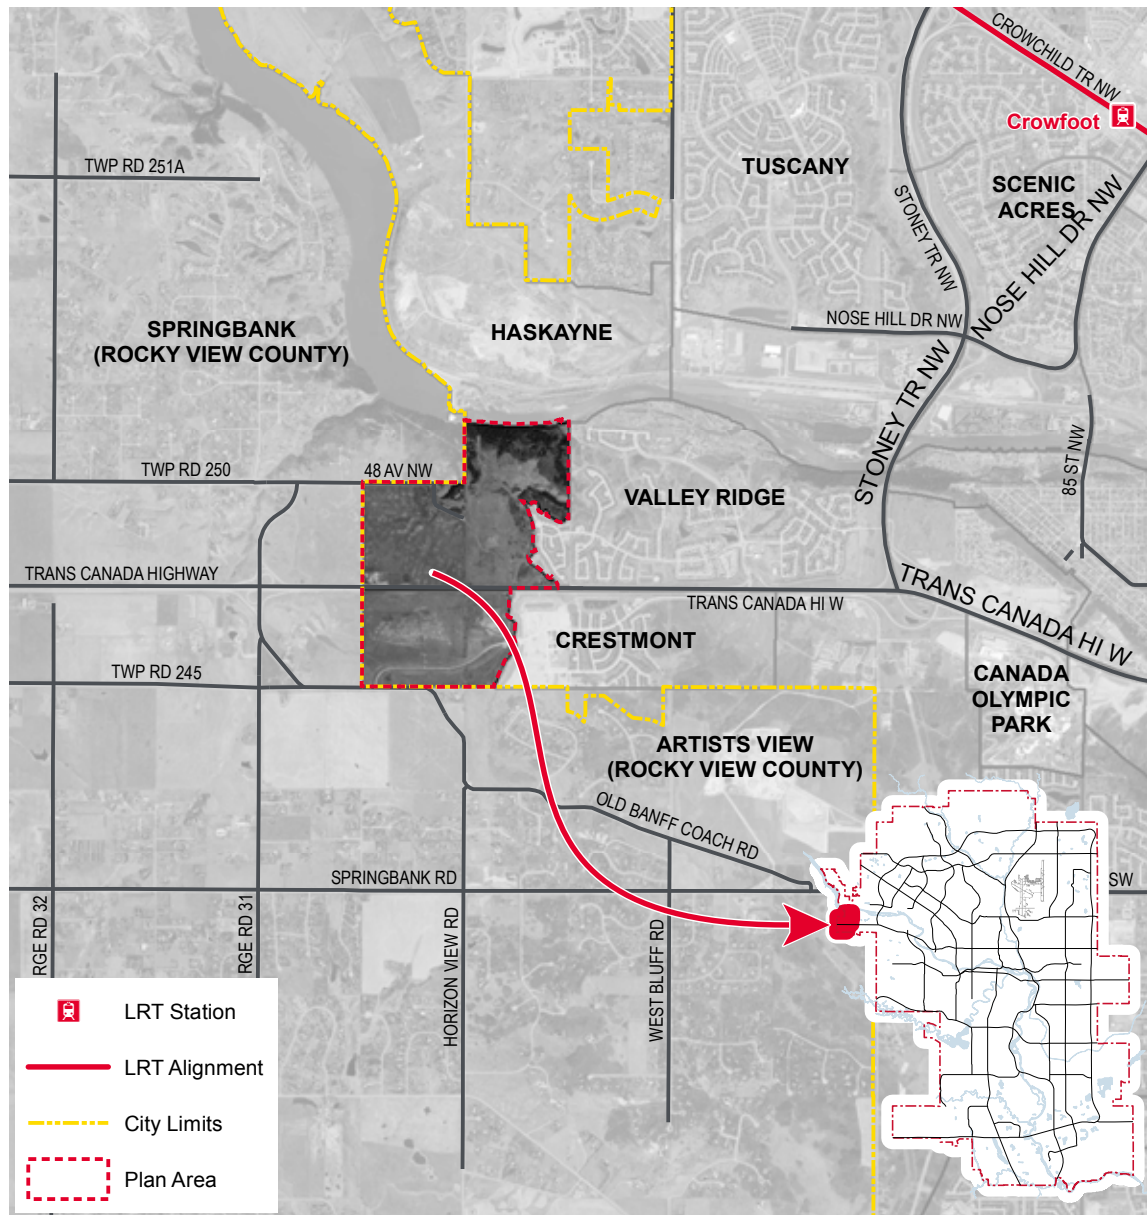 CROWCHILD TR NW
Crowfoot
TWP RD 251A
TUSCANY
SCENIC
ACRES
STONEY TR NW
NOSE HILL DR NW
NOSE HILL DR NW
SPRINGBANK
(ROCKY VIEW COUNTY)
HASKAYNE
STONEY TR NW
85 ST NW
TWP RD 250
48 AV NW
VALLEY RIDGE
TRANS CANADA HIGHWAY
TRANS CANADA HI W
TRANS CANADA HI W
CRESTMONT
TWP RD 245
CANADA
OLYMPIC
PARK
ARTISTS VIEW
(ROCKY VIEW COUNTY)
OLD BANFF COACH RD
SPRINGBANK RD
SW
RGE RD 32
RGE RD 31
HORIZON VIEW RD
WEST BLUFF RD
LRT Station
LRT Alignment
City Limits
Plan Area